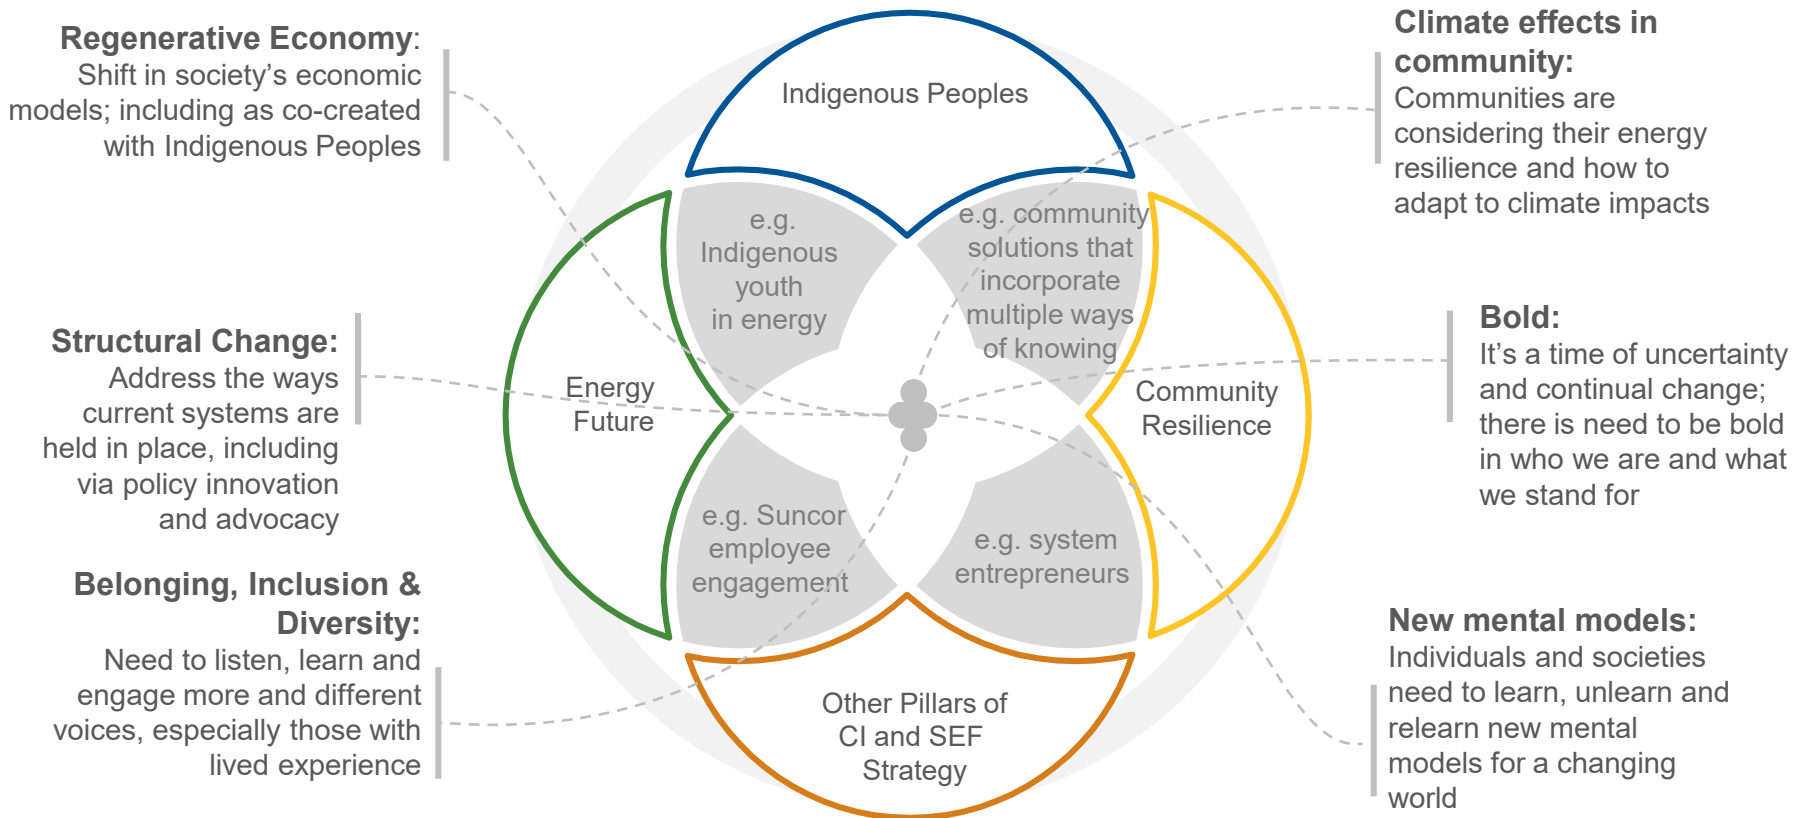 Regenerative Economy:
Shift in society’s economic
models; including as co-created
with Indigenous Peoples
Structural Change:
Address the ways
current systems are
held in place, including
via policy innovation
and advocacy
Belonging, Inclusion &
Diversity:
Need to listen, learn and
engage more and different
voices, especially those with
lived experience
Indigenous Peoples
e.g.
Indigenous
youth
in energy
e.g. community
solutions that
incorporate
multiple ways
of knowing
Energy
Future
Community
Resilience
e.g. Suncor
employee
engagement
e.g. system
entrepreneurs
Other Pillars of
CI and SEF
Strategy
Climate effects in
community:
Communities are
considering their energy
resilience and how to
adapt to climate impacts
Bold:
It’s a time of uncertainty
and continual change;
there is need to be bold
in who we are and what
we stand for
New mental models:
Individuals and societies
need to learn, unlearn and
relearn new mental
models for a changing
world